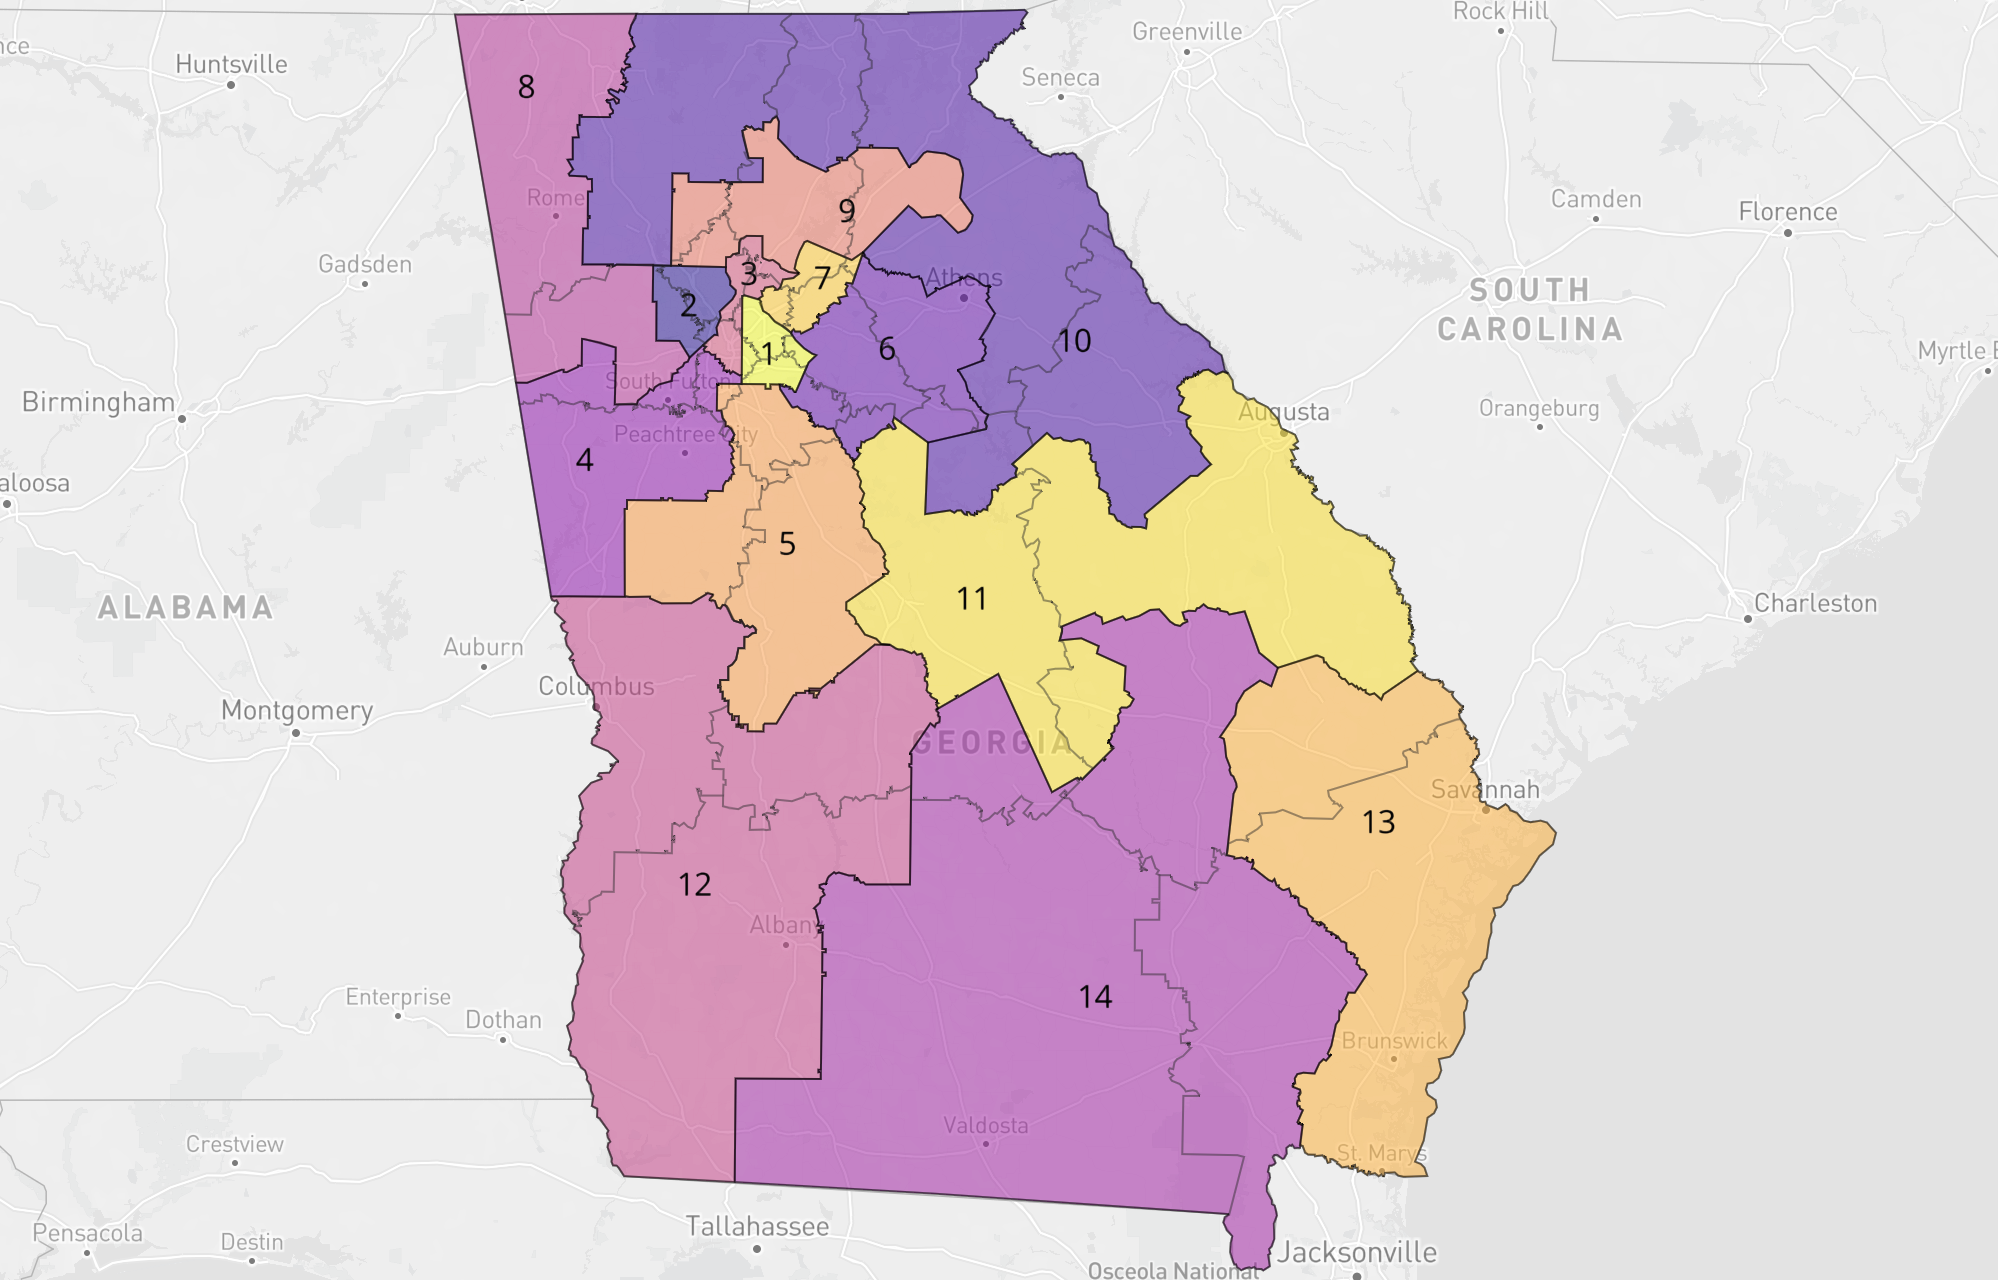 Rock Hill
Greenville
nce
Huntsville
Seneca
8
Rome
Camden
9
Florence
Gadsden
3
7
Athens
2
SOUTH
CAROLINA
10
6
1
Myrtle B
South Fulton
Birmingham
Augusta
Orangeburg
Peachtree City
4
aloosa
5
11
ALABAMA
Charleston
Auburn
Columbus
Montgomery
GEORGIA
Savannah
13
12
Albany
14
Enterprise
Dothan
Brunswick
Valdosta
Crestview
St. Marys
Tallahassee
Pensacola
Destin
Jacksonville
Osceola National